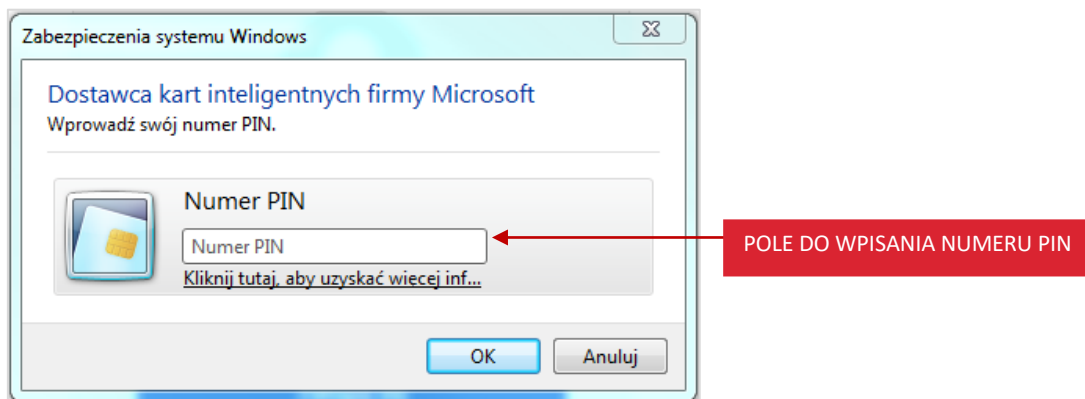 Zabezpieczenia systemu Windows
Dostawca kart inteligentnych firmy Microsoft
Wprowadź swój numer PIN.
Numer PIN
Numer PIN
Kliknij tutaj, aby uzyskać wiecej inf...
POLE DO WPISANIA NUMERU PIN
OK
Anuluj